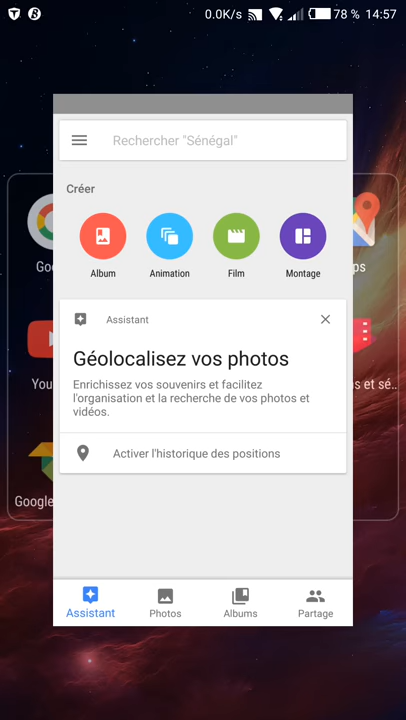 0.0K/s 78 % 14:57
Rechercher "Sénégal"
Créer
Album Animation Film Montage
Assistant
Géolocalisez vos photos
Enrichissez vos souvenirs et facilitez
l'organisation et la recherche de vos photos et
vidéos.
Activer l'historique des positions
Goo
ps
You
s et sé..
Google
Assistant Photos Albums Partage